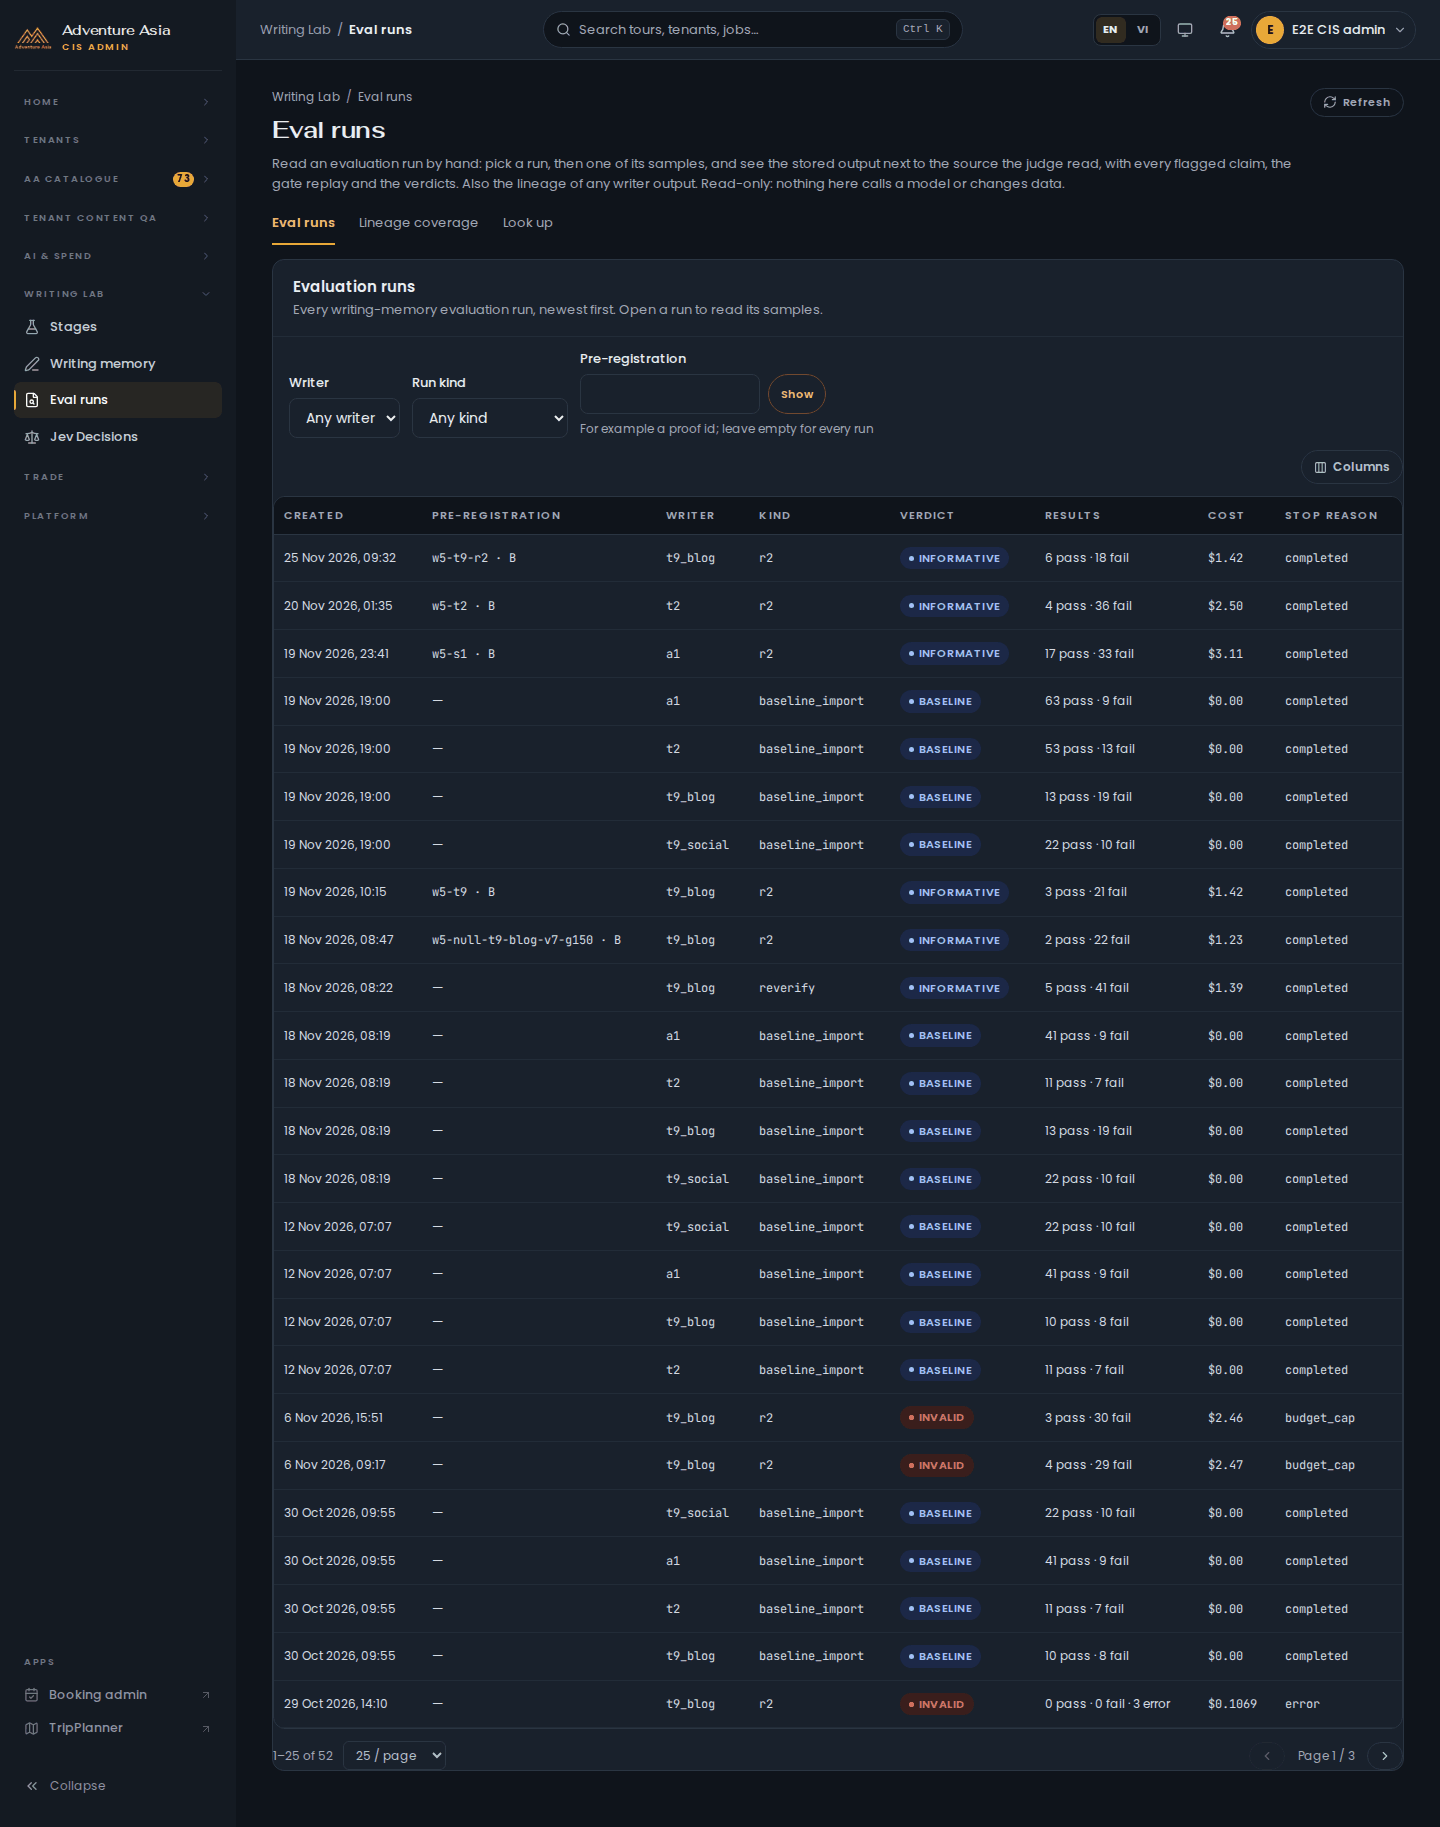 Adventure Asia
CIS ADMIN
Adventure Asia
HOME
TENANTS
AA CATALOGUE 73
TENANT CONTENT QA
AI & SPEND
WRITING LAB
Stages
Writing memory
Eval runs
Jev Decisions
TRADE
PLATFORM
APPS
Booking admin
TripPlanner
Collapse
Writing Lab / Eval runs
Search tours, tenants, jobs... Ctrl K
EN VI
25
E E2E CIS admin
Writing Lab / Eval runs
Refresh
Eval runs
Read an evaluation run by hand: pick a run, then one of its samples, and see the stored output next to the source the judge read, with every flagged claim, the
gate replay and the verdicts. Also the lineage of any writer output. Read-only: nothing here calls a model or changes data.
Eval runs Lineage coverage Look up
Evaluation runs
Every writing-memory evaluation run, newest first. Open a run to read its samples.
Writer Run kind Pre-registration
Any writer Any kind Show
For example a proof id; leave empty for every run
Columns
CREATED PRE-REGISTRATION WRITER KIND VERDICT RESULTS COST STOP REASON
25 Nov 2026, 09:32 w5-t9-r2 · B t9_blog r2 INFORMATIVE 6 pass · 18 fail $1.42 completed
20 Nov 2026, 01:35 w5-t2 · B t2 r2 INFORMATIVE 4 pass · 36 fail $2.50 completed
19 Nov 2026, 23:41 w5-s1 · B a1 r2 INFORMATIVE 17 pass · 33 fail $3.11 completed
19 Nov 2026, 19:00 — a1 baseline_import BASELINE 63 pass · 9 fail $0.00 completed
19 Nov 2026, 19:00 — t2 baseline_import BASELINE 53 pass · 13 fail $0.00 completed
19 Nov 2026, 19:00 — t9_blog baseline_import BASELINE 13 pass · 19 fail $0.00 completed
19 Nov 2026, 19:00 — t9_social baseline_import BASELINE 22 pass · 10 fail $0.00 completed
19 Nov 2026, 10:15 w5-t9 · B t9_blog r2 INFORMATIVE 3 pass · 21 fail $1.42 completed
18 Nov 2026, 08:47 w5-null-t9-blog-v7-g150 · B t9_blog r2 INFORMATIVE 2 pass · 22 fail $1.23 completed
18 Nov 2026, 08:22 — t9_blog reverify INFORMATIVE 5 pass · 41 fail $1.39 completed
18 Nov 2026, 08:19 — a1 baseline_import BASELINE 41 pass · 9 fail $0.00 completed
18 Nov 2026, 08:19 — t2 baseline_import BASELINE 11 pass · 7 fail $0.00 completed
18 Nov 2026, 08:19 — t9_blog baseline_import BASELINE 13 pass · 19 fail $0.00 completed
18 Nov 2026, 08:19 — t9_social baseline_import BASELINE 22 pass · 10 fail $0.00 completed
12 Nov 2026, 07:07 — t9_social baseline_import BASELINE 22 pass · 10 fail $0.00 completed
12 Nov 2026, 07:07 — a1 baseline_import BASELINE 41 pass · 9 fail $0.00 completed
12 Nov 2026, 07:07 — t9_blog baseline_import BASELINE 10 pass · 8 fail $0.00 completed
12 Nov 2026, 07:07 — t2 baseline_import BASELINE 11 pass · 7 fail $0.00 completed
6 Nov 2026, 15:51 — t9_blog r2 INVALID 3 pass · 30 fail $2.46 budget_cap
6 Nov 2026, 09:17 — t9_blog r2 INVALID 4 pass · 29 fail $2.47 budget_cap
30 Oct 2026, 09:55 — t9_social baseline_import BASELINE 22 pass · 10 fail $0.00 completed
30 Oct 2026, 09:55 — a1 baseline_import BASELINE 41 pass · 9 fail $0.00 completed
30 Oct 2026, 09:55 — t2 baseline_import BASELINE 11 pass · 7 fail $0.00 completed
30 Oct 2026, 09:55 — t9_blog baseline_import BASELINE 10 pass · 8 fail $0.00 completed
29 Oct 2026, 14:10 — t9_blog r2 INVALID 0 pass · 0 fail · 3 error $0.1069 error
1–25 of 52 25 / page Page 1 / 3